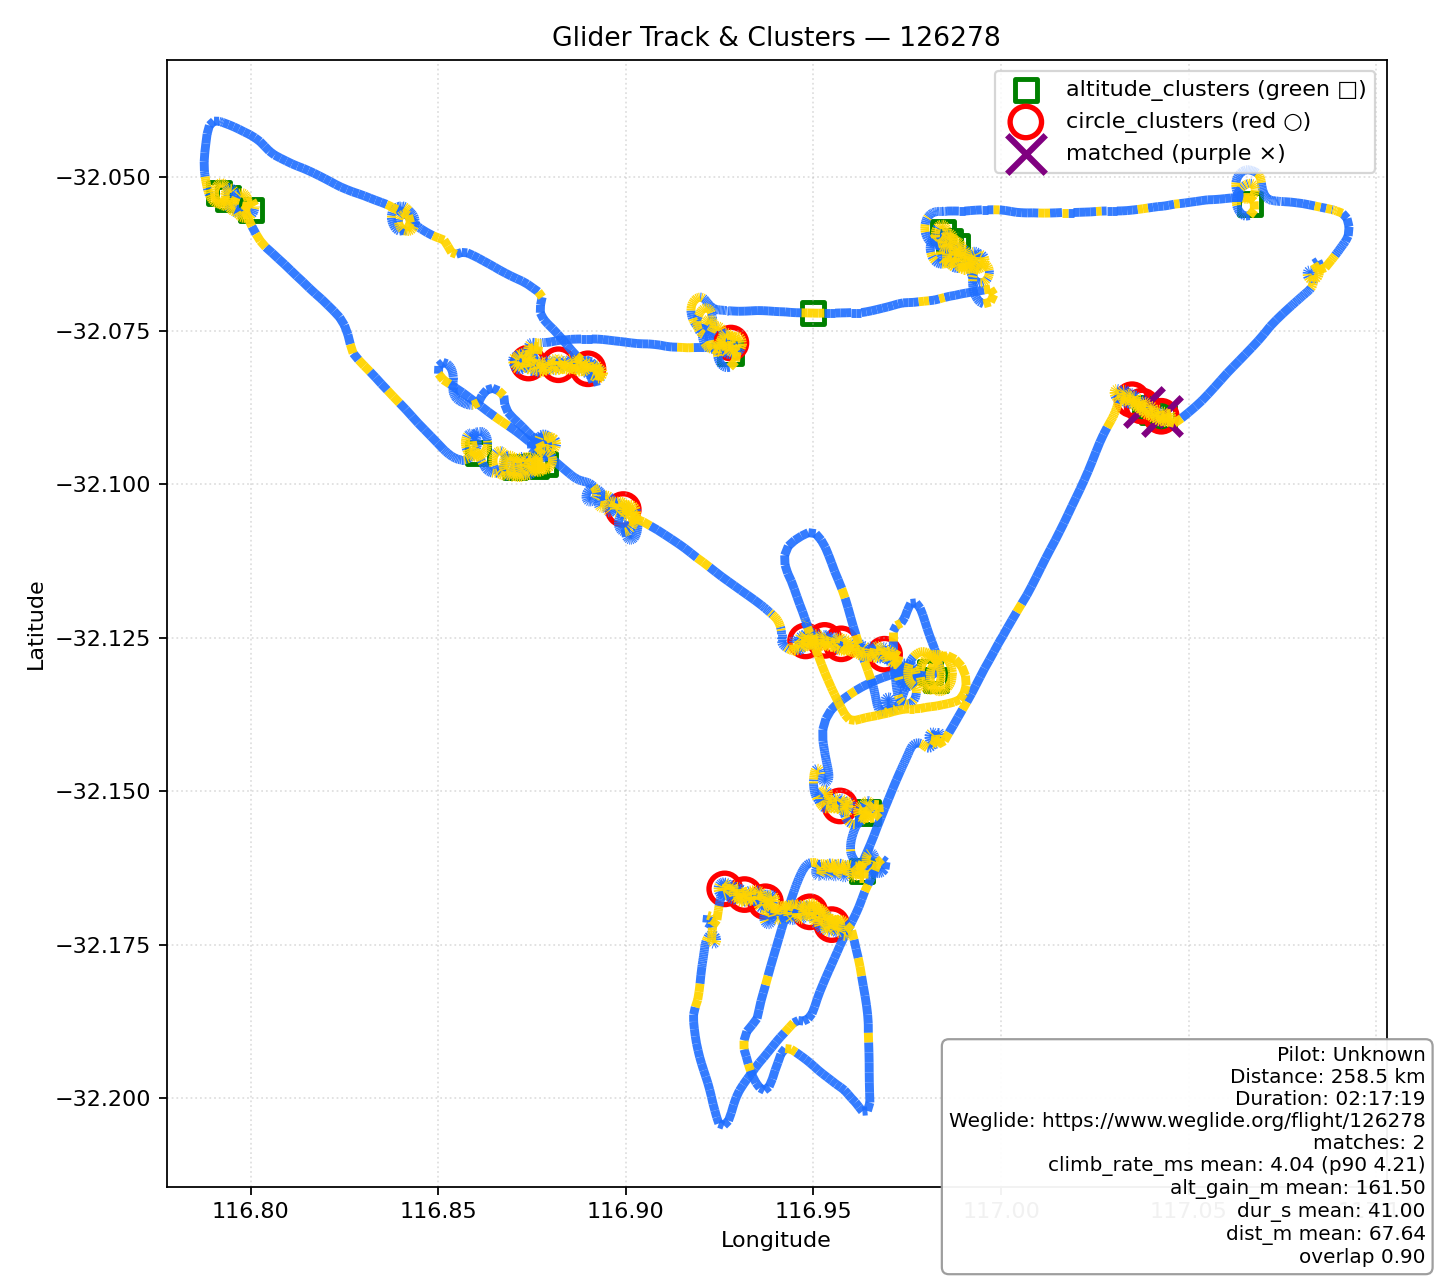 Glider Track & Clusters — 126278
altitude_clusters (green □)
circle_clusters (red ○)
matched (purple ×)
−32.050
−32.075
−32.100
−32.125
−32.150
−32.175
−32.200
Latitude
116.80
116.85
116.90
116.95
117.00
117.05
Longitude
Pilot: Unknown
Distance: 258.5 km
Duration: 02:17:19
Weglide: https://www.weglide.org/flight/126278
matches: 2
climb_rate_ms mean: 4.04 (p90 4.21)
alt_gain_m mean: 161.50
dur_s mean: 41.00
dist_m mean: 67.64
overlap 0.90